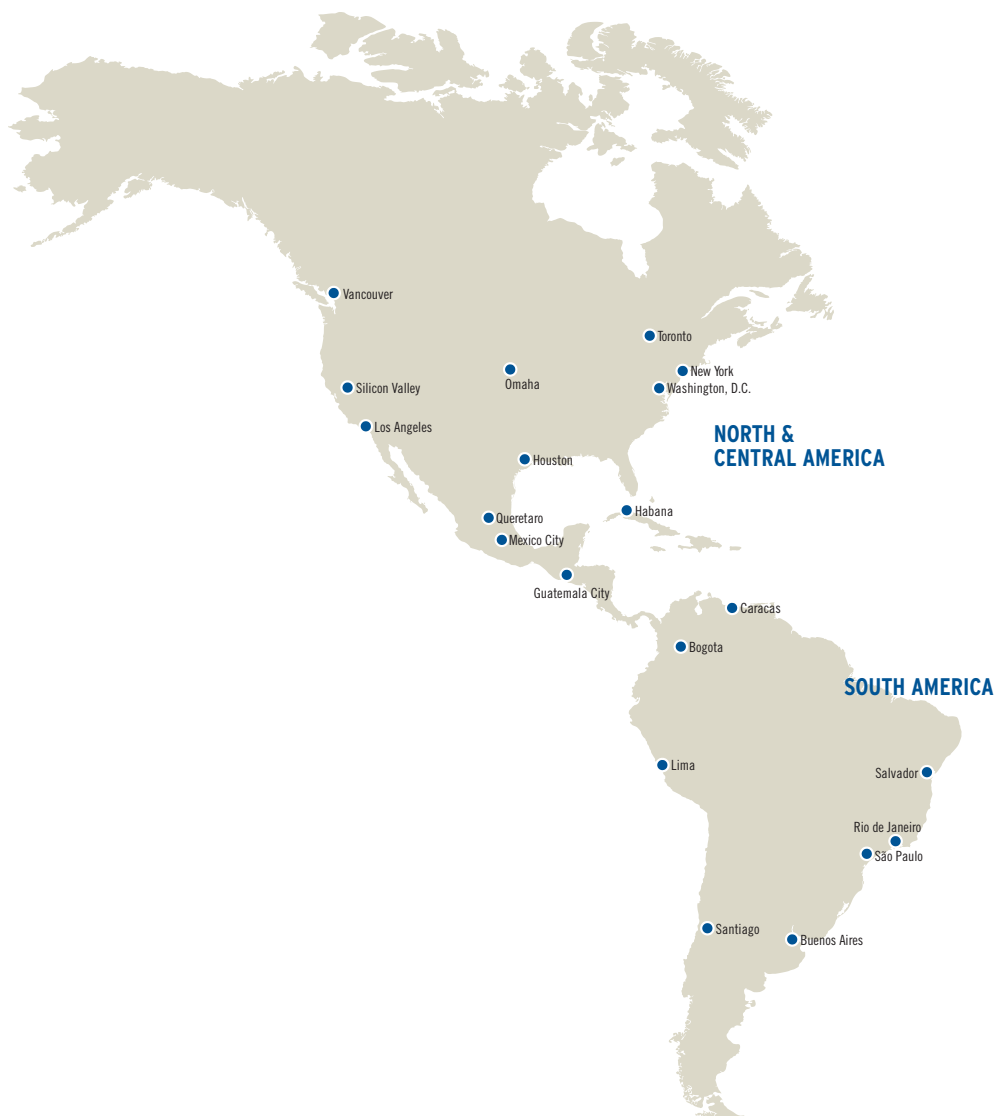 Vancouver
Toronto
New York
Omaha
Silicon Valley
Washington, D.C.
Los Angeles
NORTH &
CENTRAL AMERICA
Houston
Habana
Queretaro
Mexico City
Guatemala City
Caracas
Bogota
SOUTH AMERICA
Lima
Salvador
Rio de Janeiro
São Paulo
Santiago
Buenos Aires